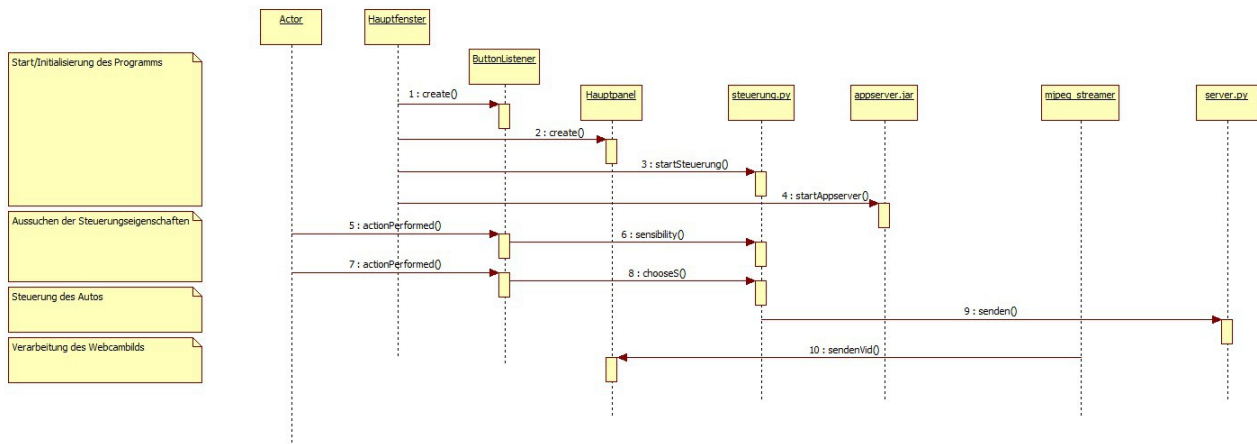 Actor
Hauptfenster
ButtonListener
Hauptpanel
steuerung.py
appserver.jar
mjpeg_streamer
server.py
Start/Initialisierung des Programms
1 : create()
2 : create()
3 : startSteuerung()
4 : startAppserver()
Aussuchen der Steuerungseigenschaften
5 : actionPerformed()
6 : sensibility()
7 : actionPerformed()
8 : chooseS()
Steuerung des Autos
9 : senden()
Verarbeitung des Webcambilds
10 : sendenVid()